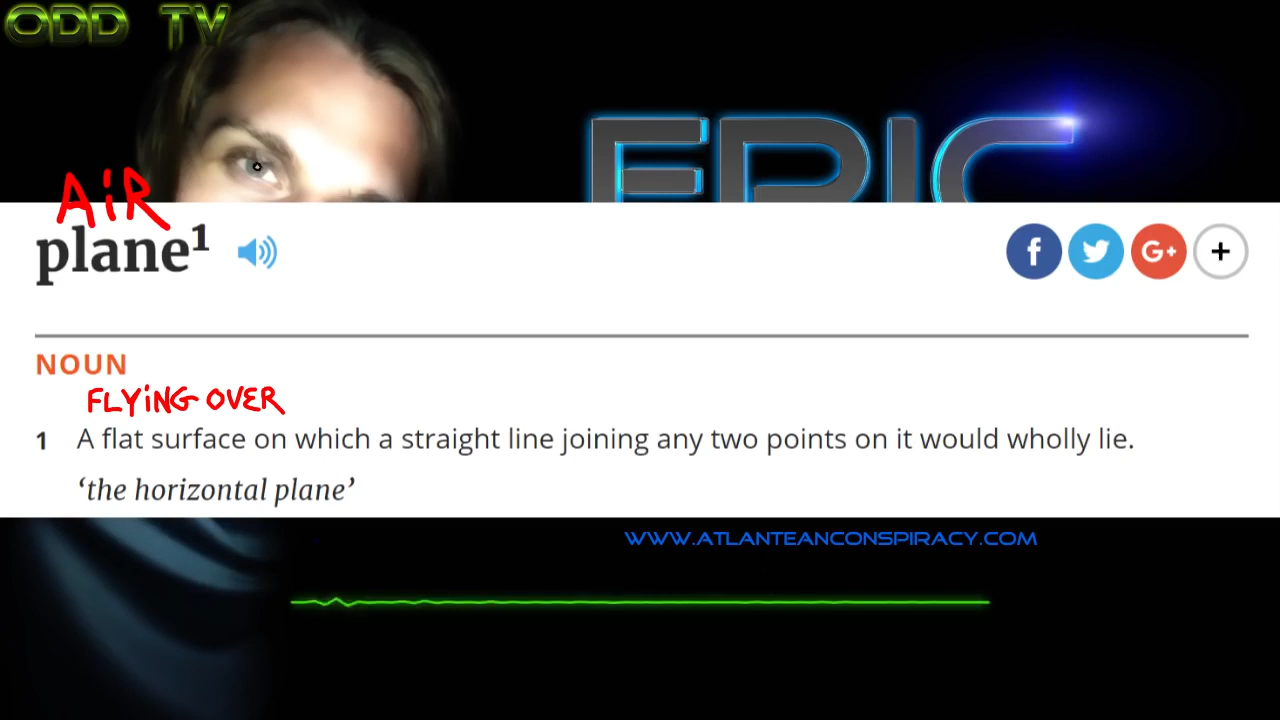 ODD TV
ERIC
AiR
plane¹
f G+ +
NOUN
FLYiNG OVER
1 A flat surface on which a straight line joining any two points on it would wholly lie.
‘the horizontal plane’
WWW.ATLANTEANCONSPIRACY.COM